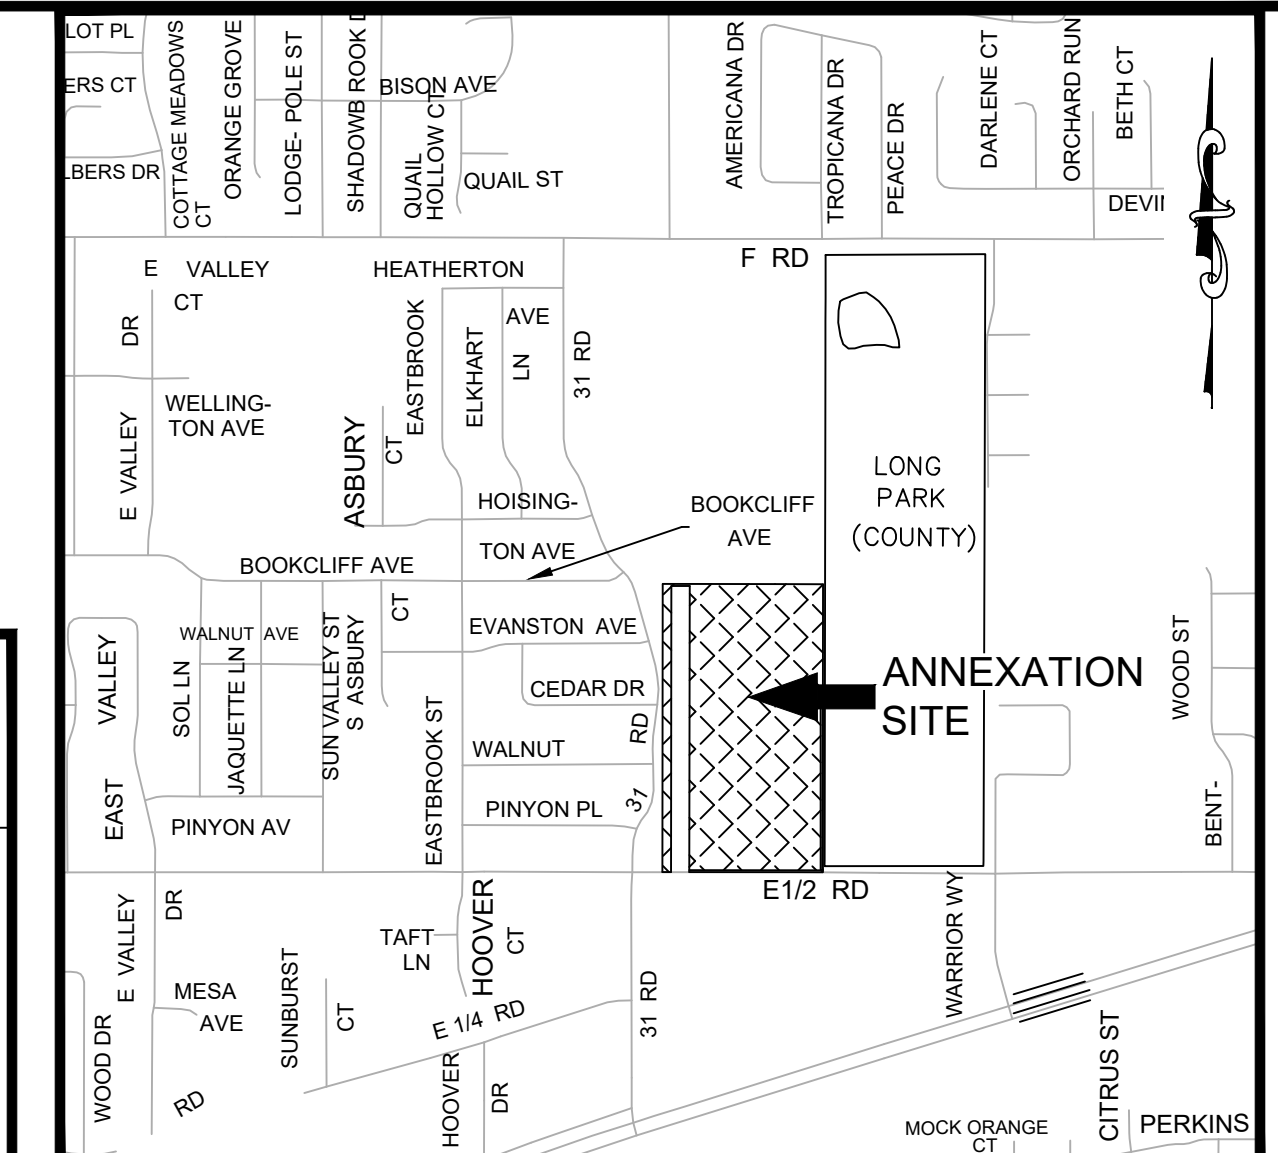 LOT PL
ERS CT
LBERS DR
COTTAGE MEADOWS
CT
ORANGE GROVE
LODGE- POLE ST
SHADOWB ROOK D
BISON AVE
QUAIL
HOLLOW CT
QUAIL ST
AMERICANA DR
TROPICANA DR
PEACE DR
DARLENE CT
ORCHARD RUN
BETH CT
DEVI
F RD
E VALLEY
CT
DR
HEATHERTON
AVE
EASTBROOK
ELKHART
LN
31 RD
WELLING-
TON AVE
E VALLEY
ASBURY
CT
HOISING-
TON AVE
BOOKCLIFF
AVE
LONG
PARK
(COUNTY)
BOOKCLIFF AVE
EVANSTON AVE
WALNUT AVE
CT
SUN VALLEY ST
S ASBURY
VALLEY
EAST
SOL LN
JAQUETTE LN
CEDAR DR
ANNEXATION
SITE
WOOD ST
EASTBROOK ST
WALNUT
RD
31
PINYON PL
PINYON AV
BENT-
E1/2 RD
E VALLEY
DR
HOOVER
CT
TAFT
LN
WARRIOR WY
MESA
AVE
SUNBURST
CT
E 1/4 RD
31 RD
WOOD DR
RD
HOOVER
DR
CITRUS ST
MOCK ORANGE
CT
PERKINS